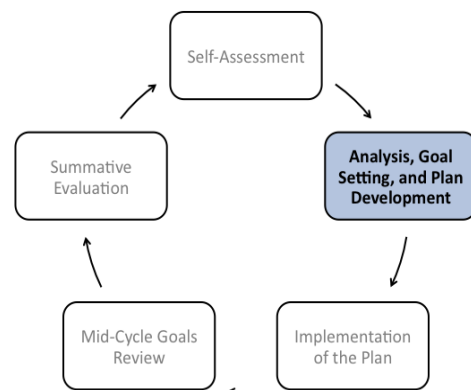 Self-Assessment
Analysis, Goal
Setting, and Plan
Development
Implementation
of the Plan
Mid-Cycle Goals
Review
Summative
Evaluation